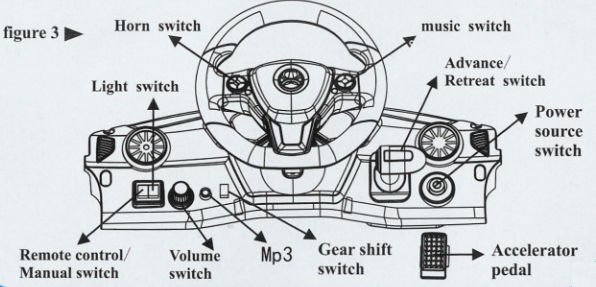 figure 3
Horn switch
music switch
Light switch
Advance/
Retreat switch
Power
source
switch
Remote control/
Manual switch
Volume
switch
Mp3
Gear shift
switch
Accelerator
pedal